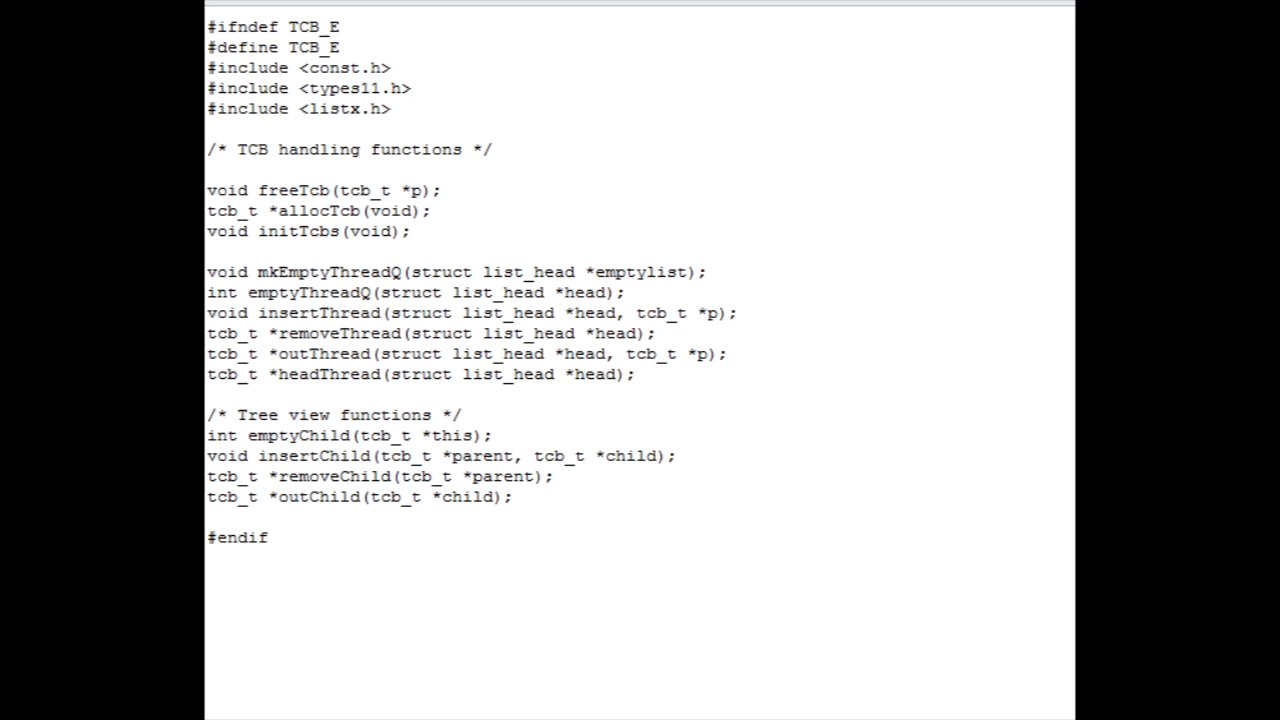 #ifndef TCB_E
#define TCB_E
#include <const.h>
#include <types11.h>
#include <listx.h>
/* TCB handling functions */
void freeTcb(tcb_t *p);
tcb_t *allocTcb(void);
void initTcbs(void);
void mkEmptyThreadQ(struct list_head *emptylist);
int emptyThreadQ(struct list_head *head);
void insertThread(struct list_head *head, tcb_t *p);
tcb_t *removeThread(struct list_head *head);
tcb_t *outThread(struct list_head *head, tcb_t *p);
tcb_t *headThread(struct list_head *head);
/* Tree view functions */
int emptyChild(tcb_t *this);
void insertChild(tcb_t *parent, tcb_t *child);
tcb_t *removeChild(tcb_t *parent);
tcb_t *outChild(tcb_t *child);
#endif